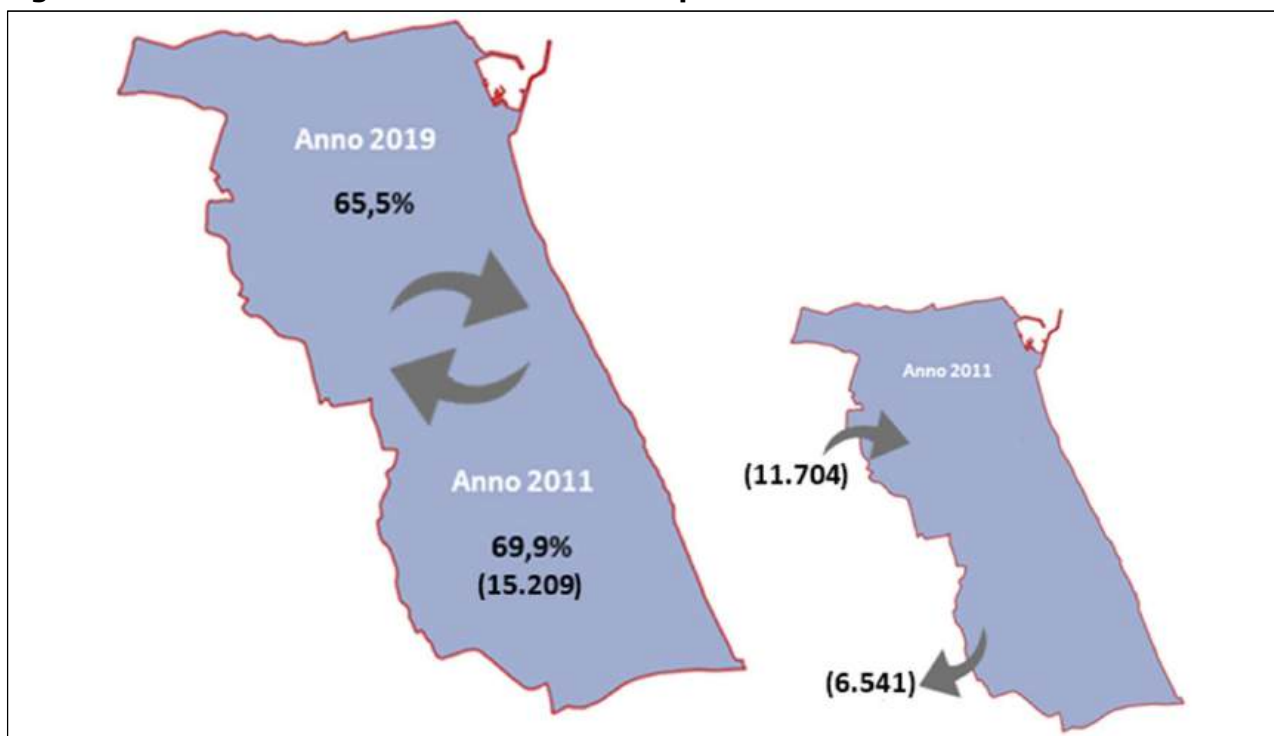 Anno 2019
65,5%
Anno 2011
69,9%
(15.209)
Anno 2011
(11.704)
(6.541)